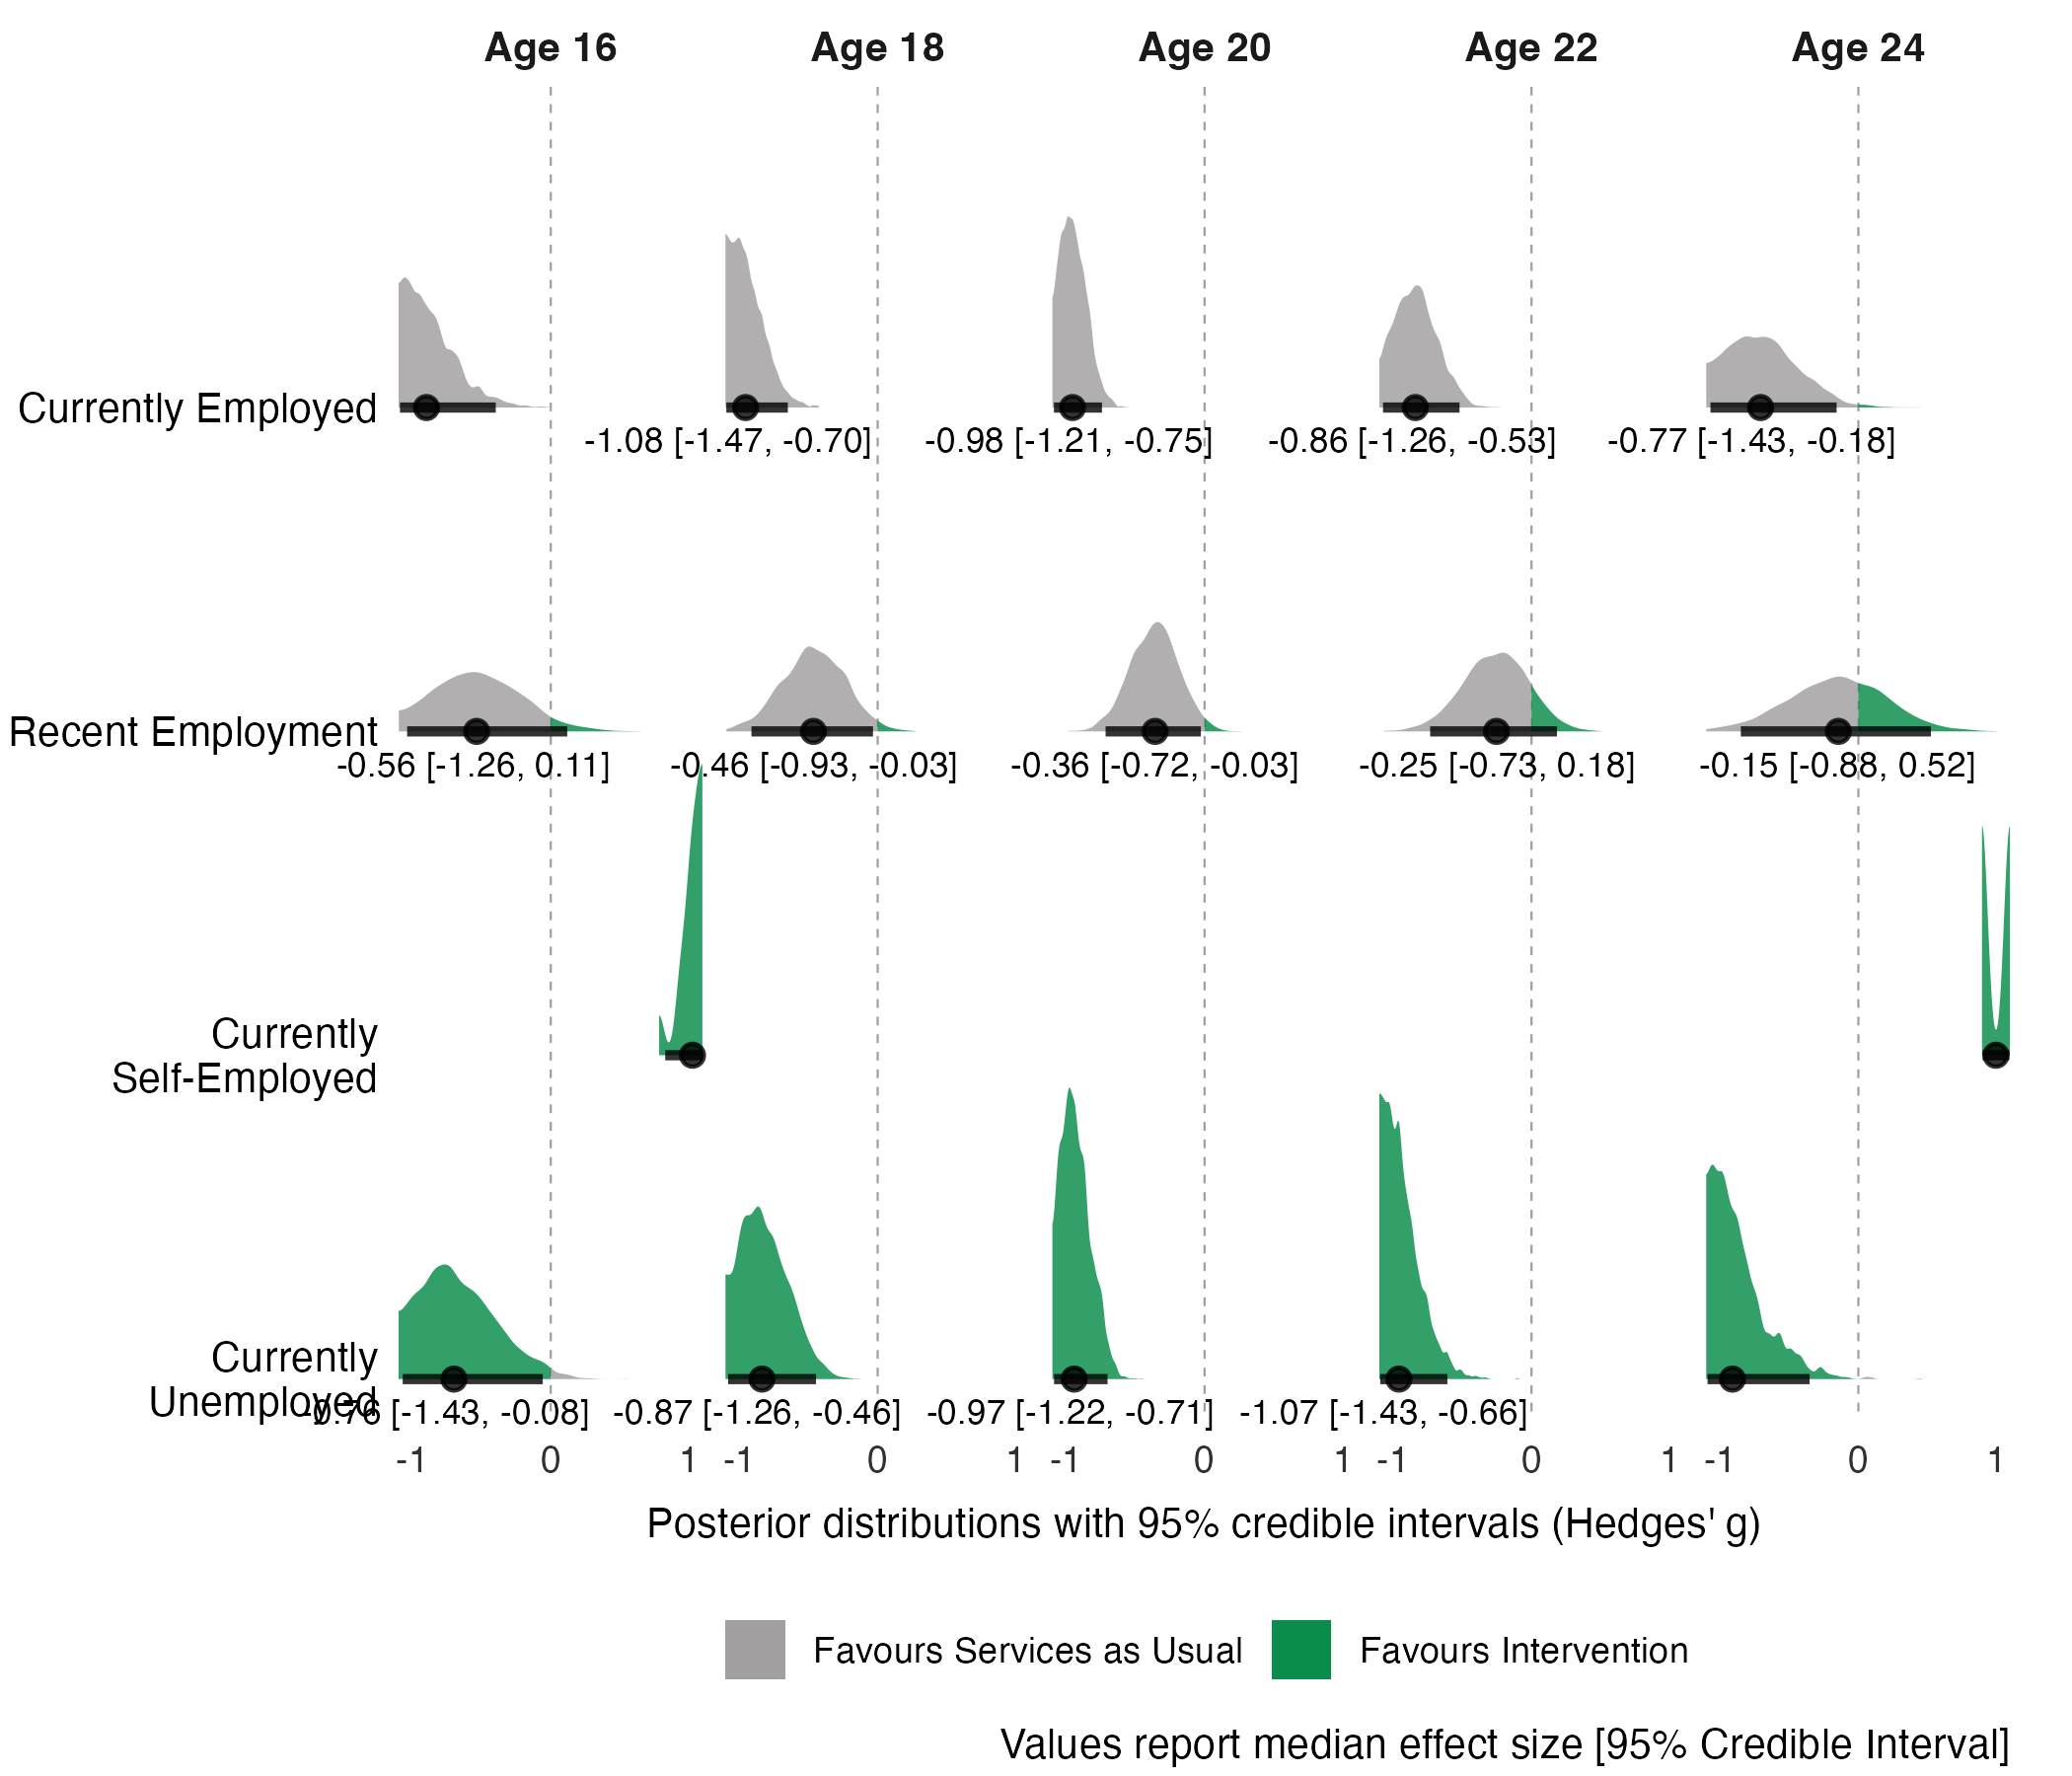 Age 16 Age 18 Age 20 Age 22 Age 24
Currently Employed
-1.08 [-1.47, -0.70] -0.98 [-1.21, -0.75] -0.86 [-1.26, -0.53] -0.77 [-1.43, -0.18]
Recent Employment
-0.56 [-1.26, 0.11] -0.46 [-0.93, -0.03] -0.36 [-0.72, -0.03] -0.25 [-0.73, 0.18] -0.15 [-0.88, 0.52]
Currently
Self-Employed
Currently
Unemployed
-0.76 [-1.43, -0.08] -0.87 [-1.26, -0.46] -0.97 [-1.22, -0.71] -1.07 [-1.43, -0.66]
-1 0 1 -1 0 1 -1 0 1 -1 0 1 -1 0 1
Posterior distributions with 95% credible intervals (Hedges' g)
Favours Services as Usual Favours Intervention
Values report median effect size [95% Credible Interval]